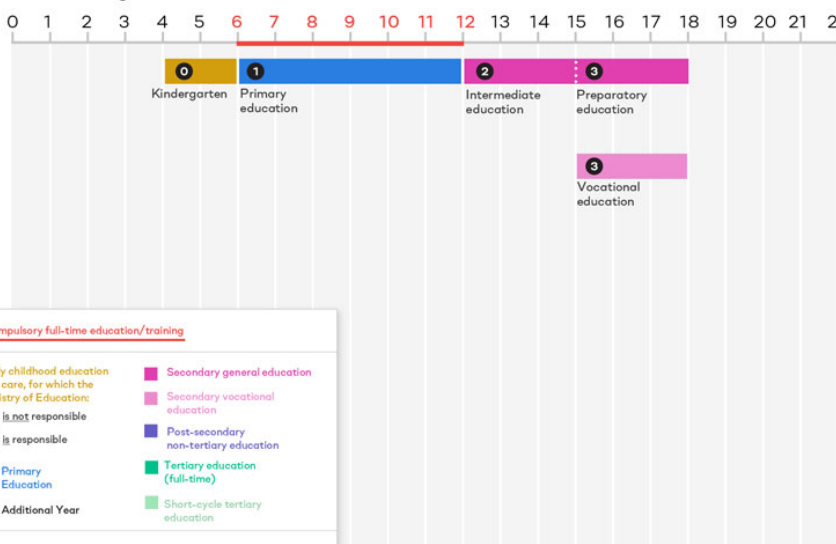 0 1 2 3 4 5 6 7 8 9 10 11 12 13 14 15 16 17 18 19 20 21 2
0 1 2 3
Kindergarten
Primary
education
Intermediate
education
Preparatory
education
3
Vocational
education
mpulsory full-time education/training
y childhood education
care, for which the
istry of Education:
is not responsible
is responsible
Primary
Education
Additional Year
Secondary general education
Secondary vocational
education
Post-secondary
non-tertiary education
Tertiary education
(full-time)
Short-cycle tertiary
education